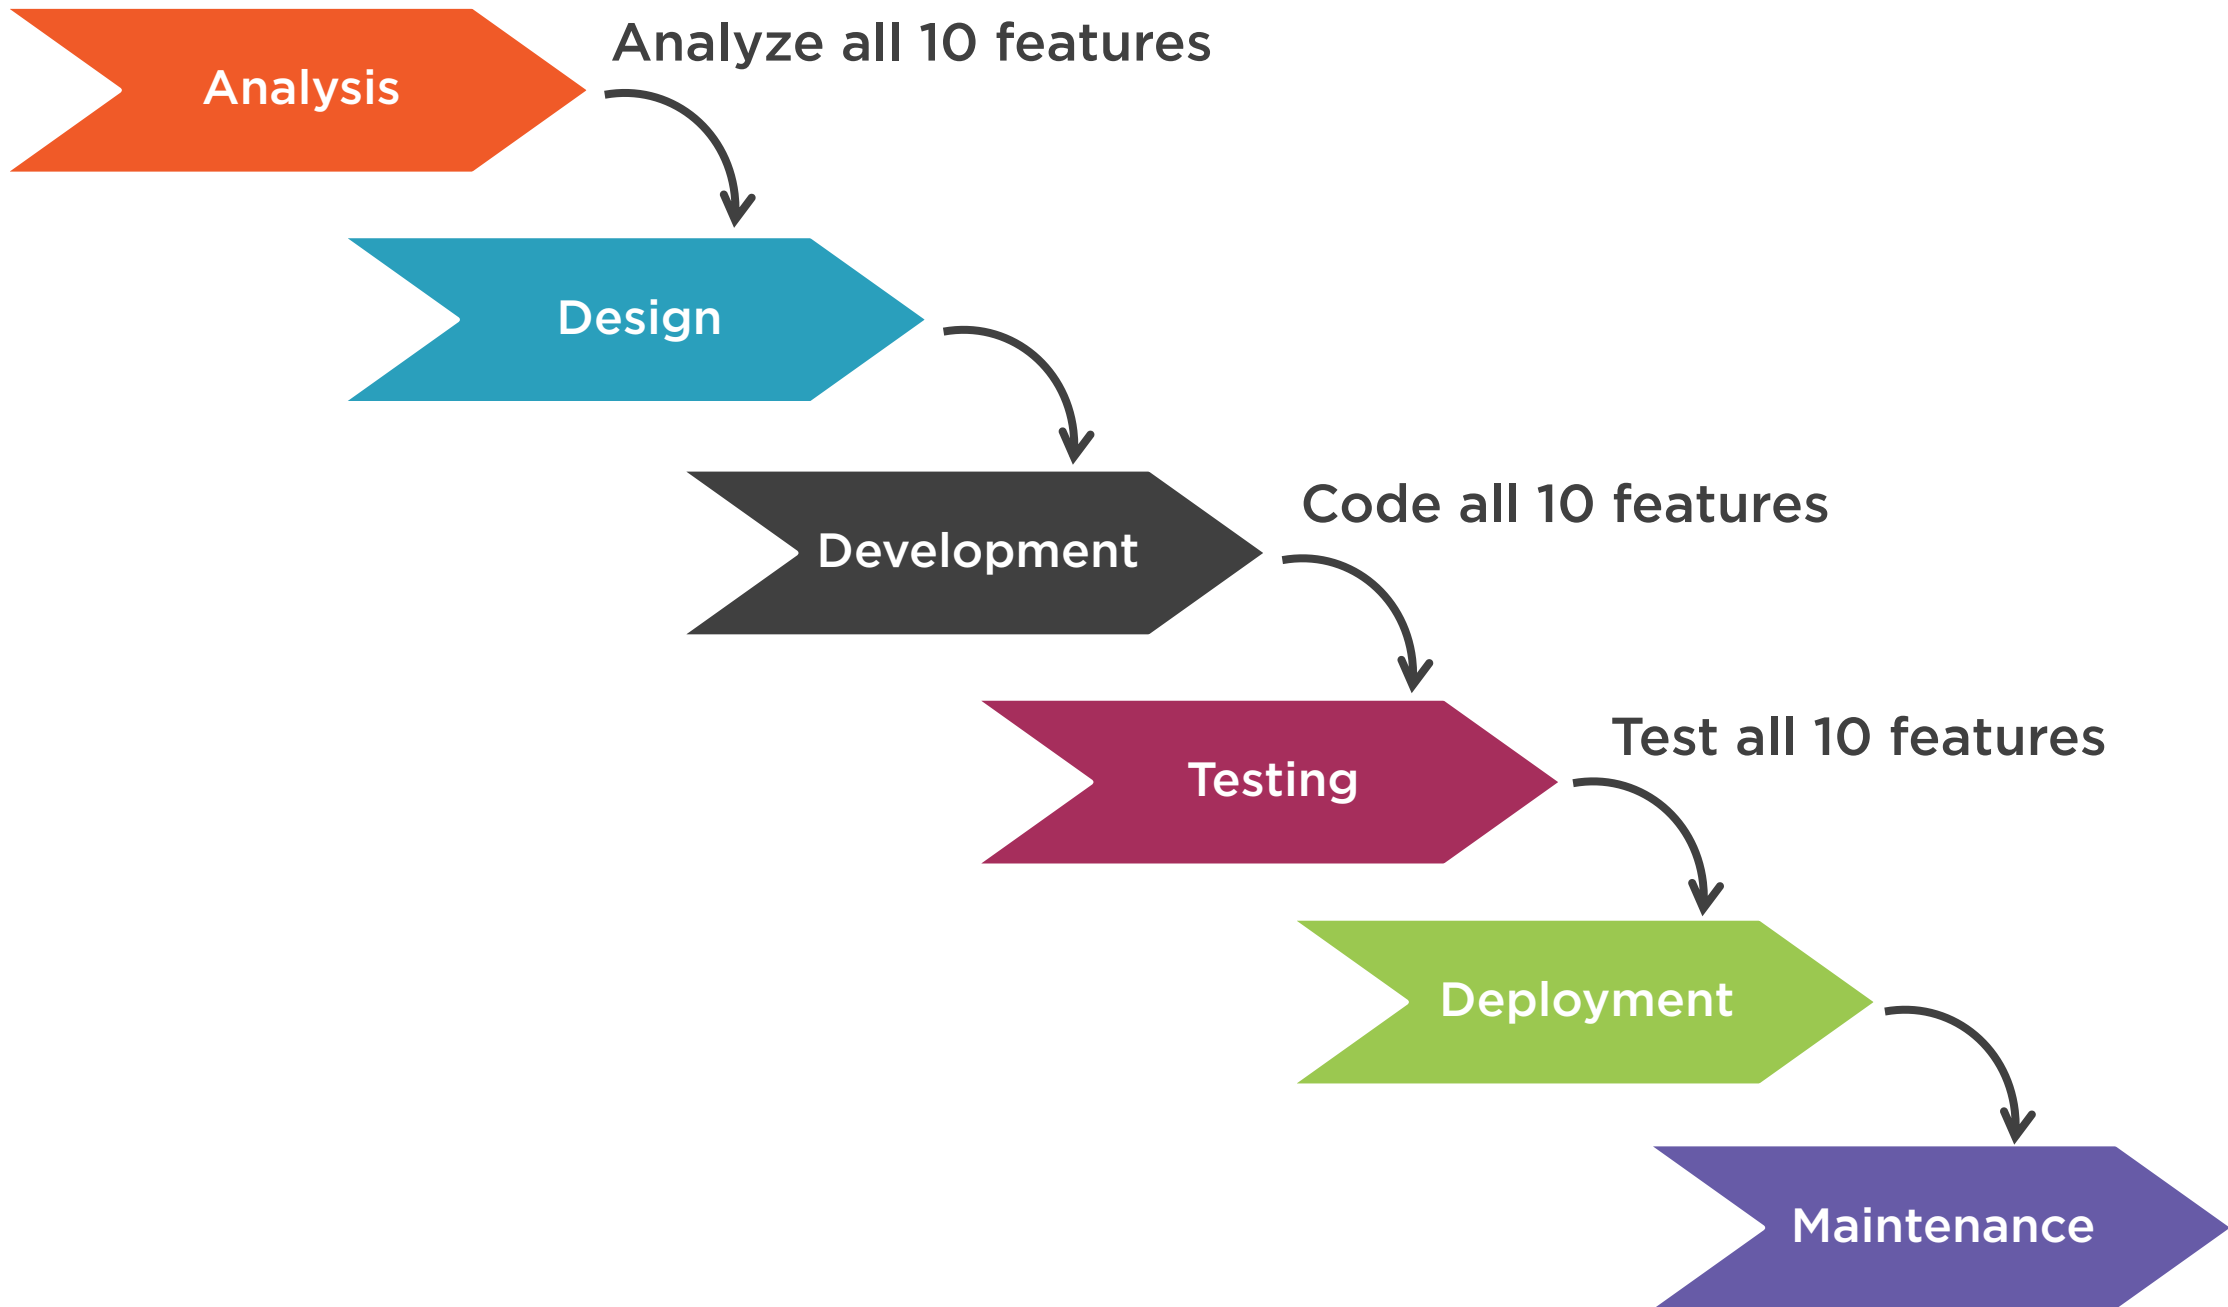 Analyze all 10 features
Analysis
Design
Code all 10 features
Development
Test all 10 features
Testing
Deployment
Maintenance